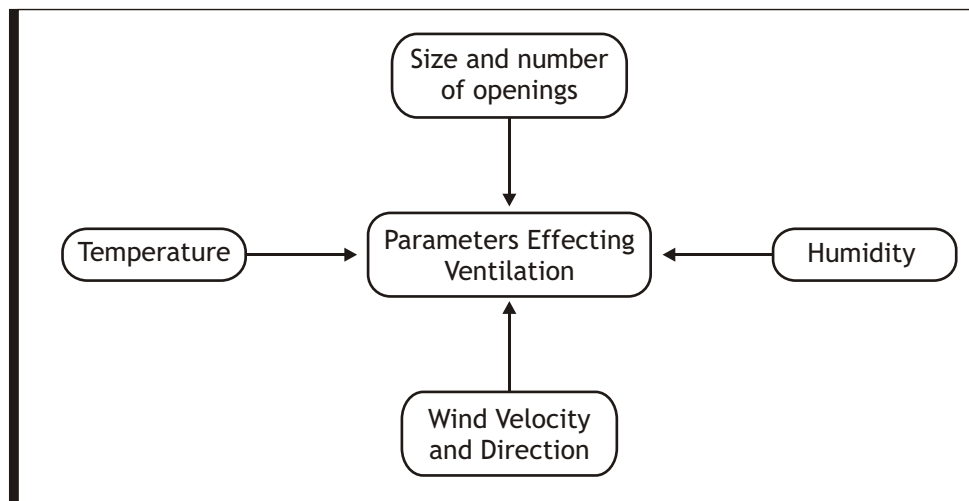 Size and number
of openings
Temperature
Parameters Effecting
Ventilation
Humidity
Wind Velocity
and Direction